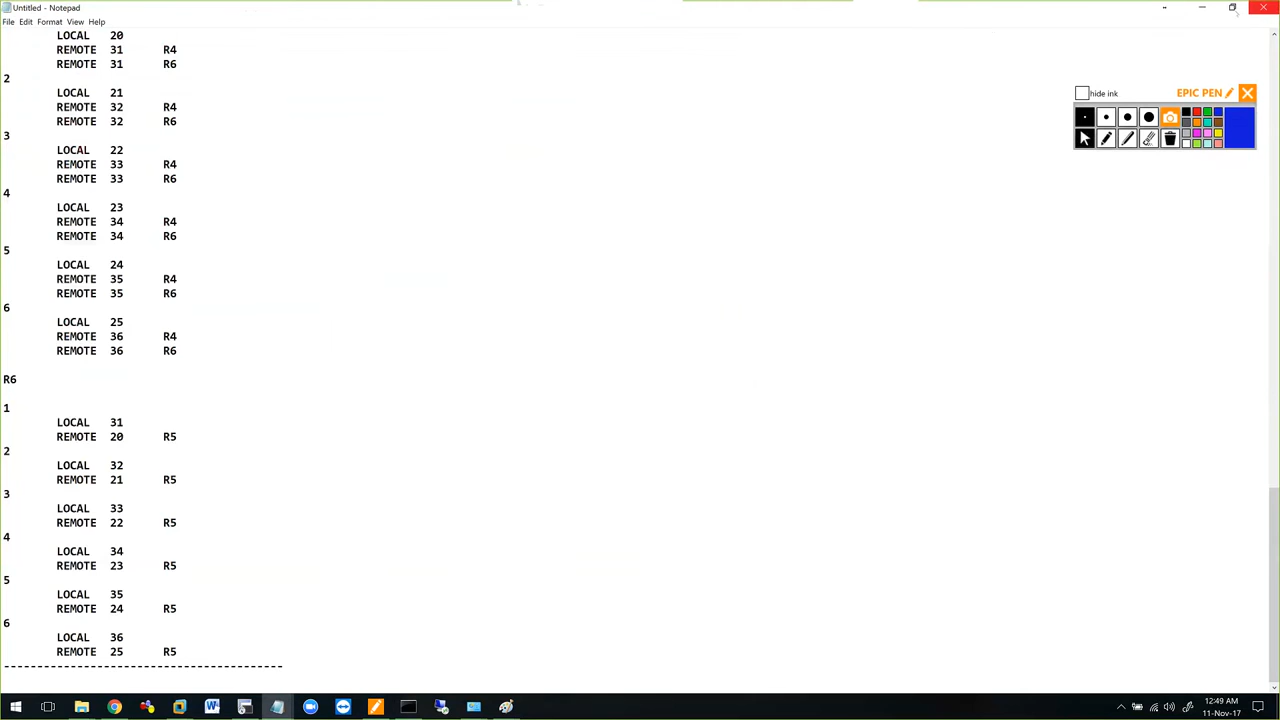 Untitled - Notepad
File Edit Format View Help
LOCAL 20
REMOTE 31 R4
REMOTE 31 R6
2
LOCAL 21
REMOTE 32 R4
REMOTE 32 R6
3
LOCAL 22
REMOTE 33 R4
REMOTE 33 R6
4
LOCAL 23
REMOTE 34 R4
REMOTE 34 R6
5
LOCAL 24
REMOTE 35 R4
REMOTE 35 R6
6
LOCAL 25
REMOTE 36 R4
REMOTE 36 R6
R6
1
LOCAL 31
REMOTE 20 R5
2
LOCAL 32
REMOTE 21 R5
3
LOCAL 33
REMOTE 22 R5
4
LOCAL 34
REMOTE 23 R5
5
LOCAL 35
REMOTE 24 R5
6
LOCAL 36
REMOTE 25 R5
------------------------------------------
hide ink EPIC PEN
12:49 AM
11-Nov-17